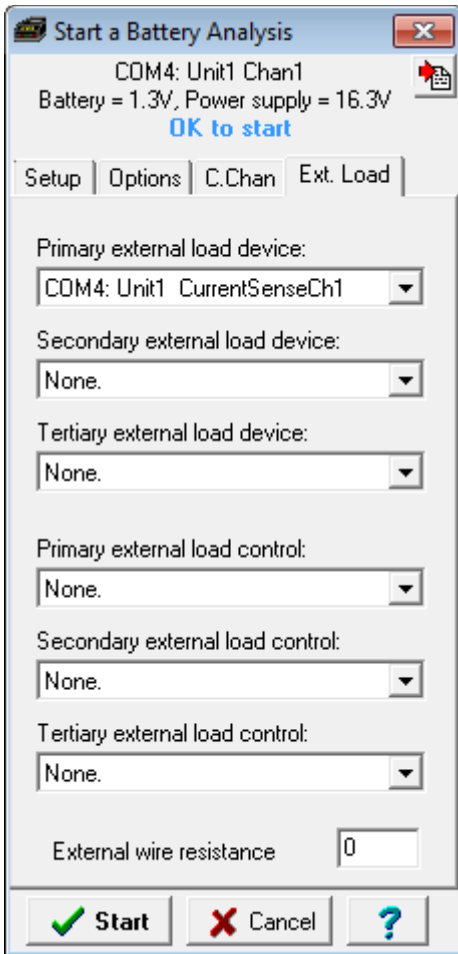 Start a Battery Analysis
COM4: Unit1 Chan1
Battery = 1.3V, Power supply = 16.3V
OK to start
Setup Options C.Chan Ext. Load
Primary external load device:
COM4: Unit1 CurrentSenseCh1
Secondary external load device:
None.
Tertiary external load device:
None.
Primary external load control:
None.
Secondary external load control:
None.
Tertiary external load control:
None.
External wire resistance 0
Start Cancel ?